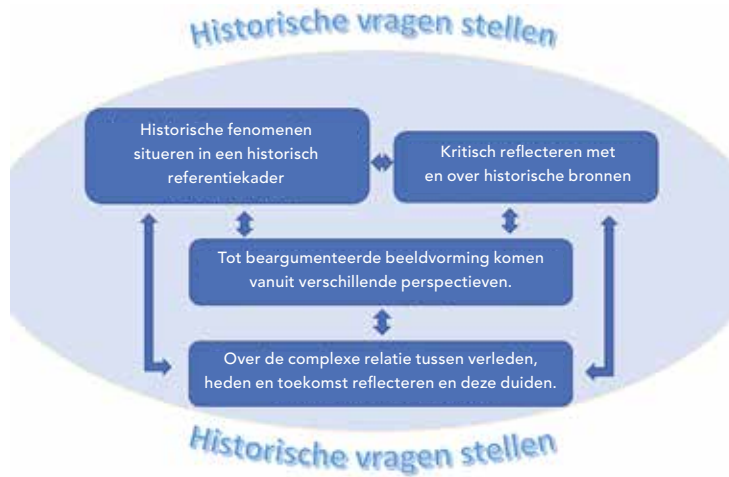 Historische vragen stellen
Historische fenomenen
situeren in een historisch
referentiekader
Kritisch reflecteren met
en over historische bronnen
Tot beargumenteerde beeldvorming komen
vanuit verschillende perspectieven.
Over de complexe relatie tussen verleden,
heden en toekomst reflecteren en deze duiden.
Historische vragen stellen